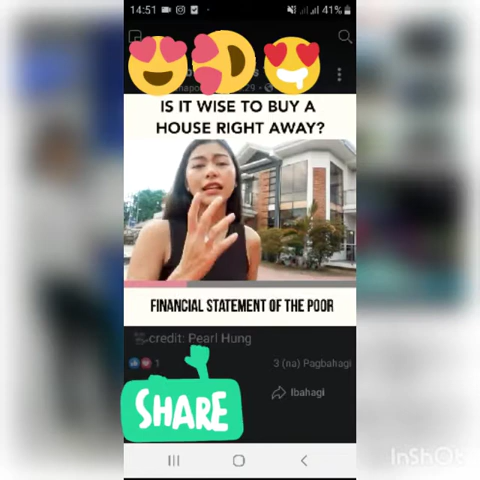 14:51
41%
IS IT WISE TO BUY A
HOUSE RIGHT AWAY?
FINANCIAL STATEMENT OF THE POOR
credit: Pearl Hung
1
3 (na) Pagbahagi
Ibahagi
SHARE
InShOt